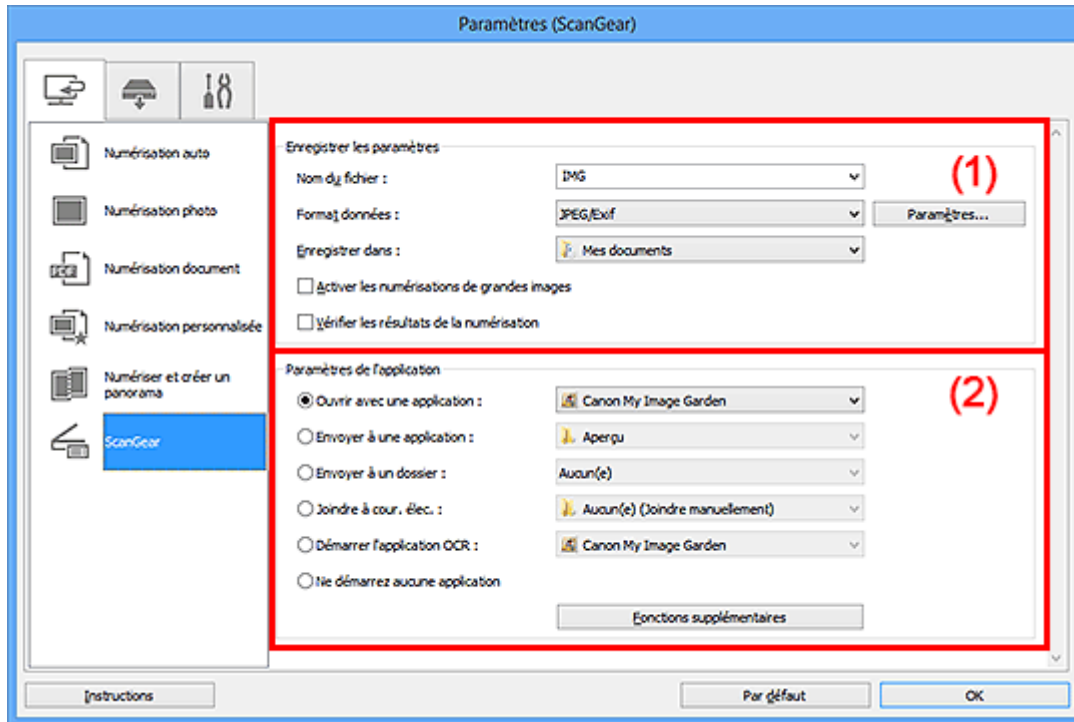 Paramètres (ScanGear)
Numérisation auto
Numérisation photo
Numérisation document
Numérisation personnalisée
Numériser et créer un
panorama
ScanGear
Enregistrer les paramètres
(1)
Nom du fichier :
IMG
Format données :
JPEG/Exif
Paramètres...
Enregistrer dans :
Mes documents
Activer les numérisations de grandes images
Vérifier les résultats de la numérisation
Paramètres de l'application
(2)
Ouvrir avec une application :
Canon My Image Garden
Envoyer à une application :
Aperçu
Envoyer à un dossier :
Aucun(e)
Joindre à cour. élec. :
Aucun(e) (Joindre manuellement)
Démarrer l'application OCR :
Canon My Image Garden
Ne démarrez aucune application
Fonctions supplémentaires
Instructions
Par défaut
OK